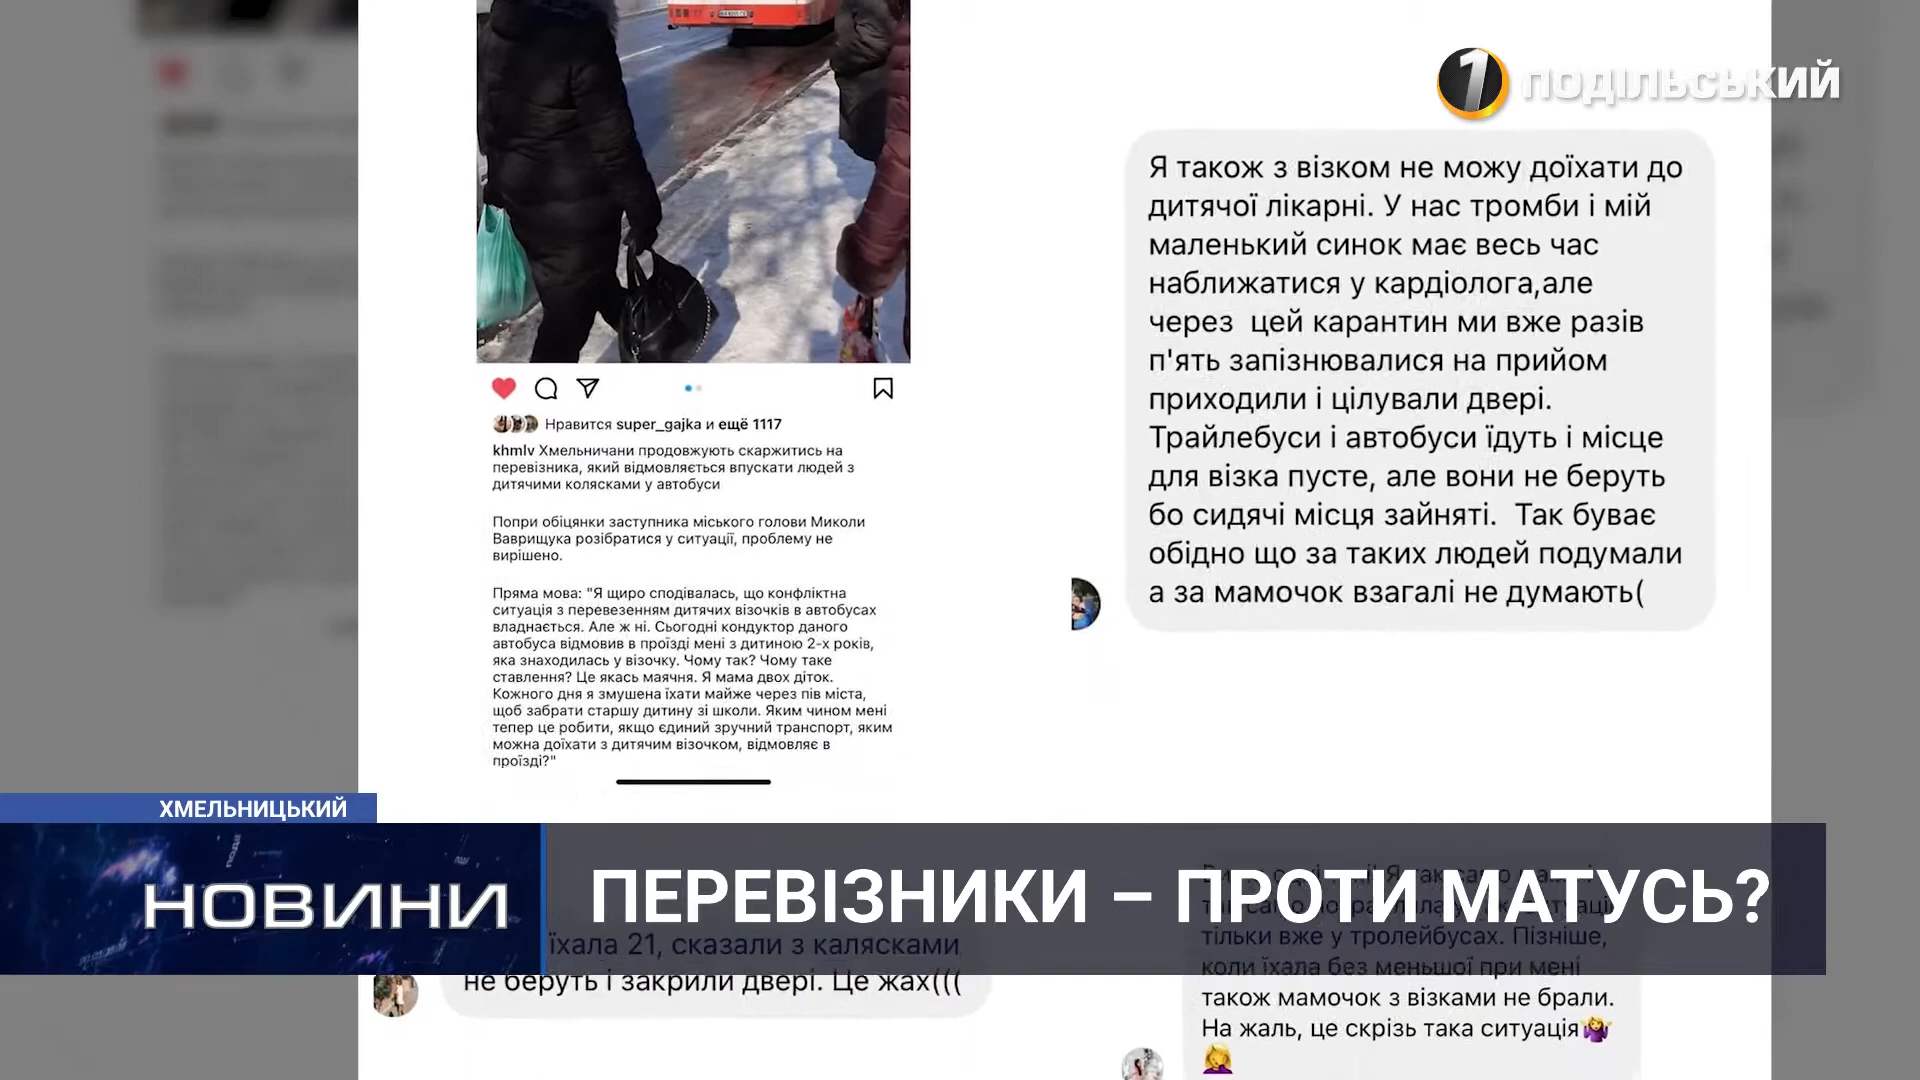 ПОДІЛЬСЬКИЙ
Я також з візком не можу доїхати до
дитячої лікарні. У нас тромби і мій
маленький синок має весь час
наближатися у кардіолога,але
через цей карантин ми вже разів
п'ять запізнювалися на прийом
приходили і цілували двері.
Трайлебуси і автобуси їдуть і місце
для візка пусте, але вони не беруть
бо сидячі місця зайняті. Так буває
обідно що за таких людей подумали
а за мамочок взагалі не думають(
Нравится super_gajka и ещё 1117
khmlv Хмельничани продовжують скаржитись на
перевізника, який відмовляється впускати людей з
дитячими колясками у автобуси
Попри обіцянки заступника міського голови Миколи
Ваврищука розібратися у ситуації, проблему не
вирішено.
Пряма мова: "Я щиро сподівалась, що конфліктна
ситуація з перевезенням дитячих візочків в автобусах
владнається. Але ж ні. Сьогодні кондуктор даного
автобуса відмовив в проїзді мені з дитиною 2-х років,
яка знаходилась у візочку. Чому так? Чому таке
ставлення? Це якась маячня. Я мама двох діток.
Кожного дня я змушена їхати майже через пів міста,
щоб забрати старшу дитину зі школи. Яким чином мені
тепер це робити, якщо єдиний зручний транспорт, яким
можна доїхати з дитячим візочком, відмовляє в
проїзді?"
ХМЕЛЬНИЦЬКИЙ
НОВИНИ
ПЕРЕВІЗНИКИ – ПРОТИ МАТУСЬ?
їхала 21, сказали з калясками
не беруть і закрили двері. Це жах(((
тільки вже у тролейбусах. Пізніше,
коли їхала без меньшої при мені
також мамочок з візками не брали.
На жаль, це скрізь така ситуація🤷‍♀️
🤦‍♀️